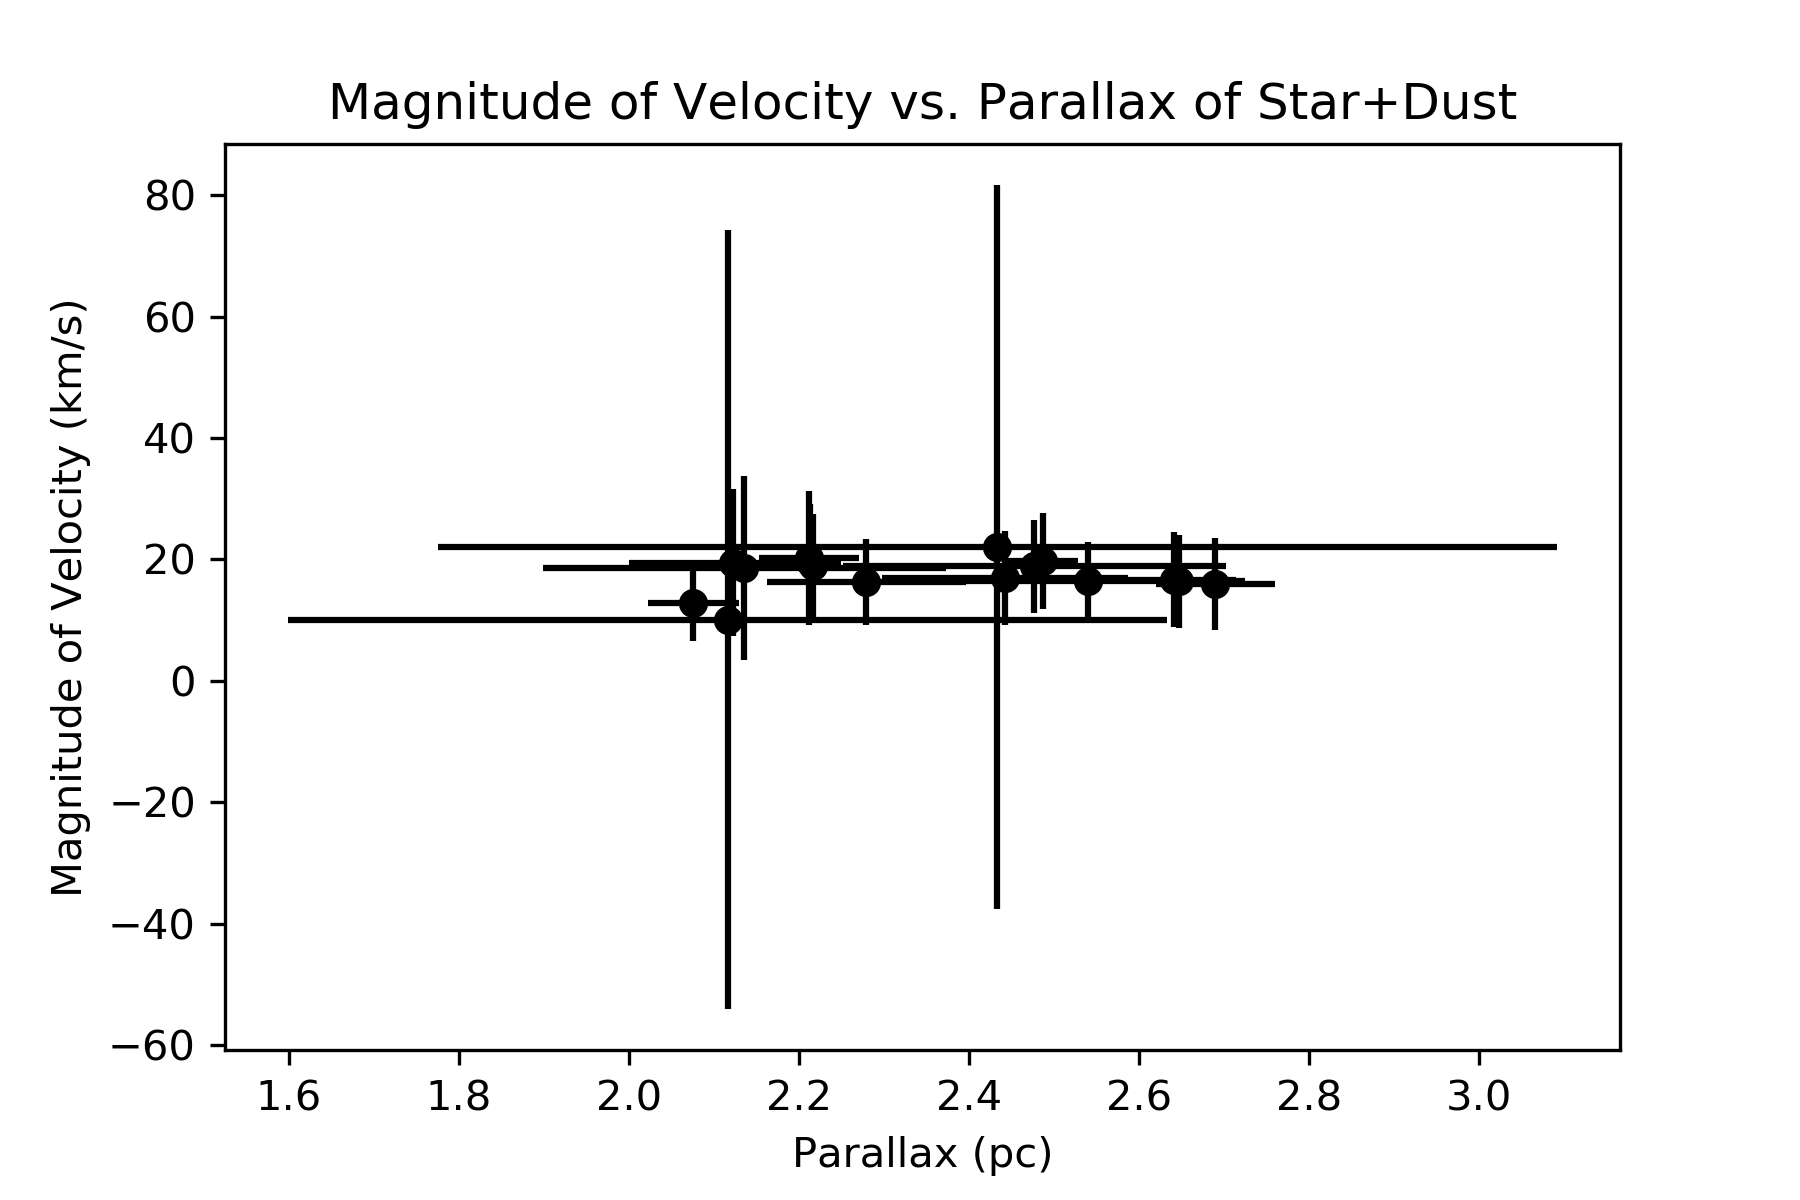 Magnitude of Velocity vs. Parallax of Star+Dust
Magnitude of Velocity (km/s)
80
60
40
20
0
−20
−40
−60
1.6 1.8 2.0 2.2 2.4 2.6 2.8 3.0
Parallax (pc)